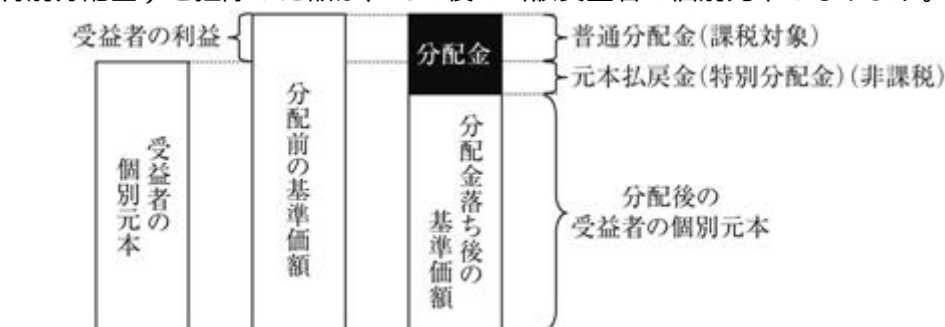 受益者の利益
普通分配金(課税対象)
分配金
元本払戻金(特別分配金)(非課税)
受益者の
個別元本
分配前の基準価額
分配金落ち後の
基準価額
分配後の
受益者の個別元本